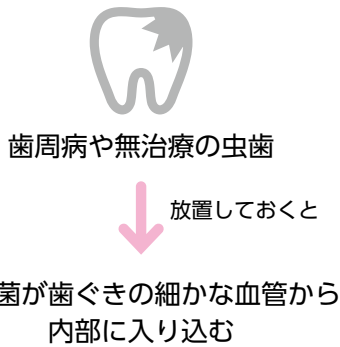 歯周病や無治療の虫歯
放置しておくと
菌が歯ぐきの細かな血管から
内部に入り込む